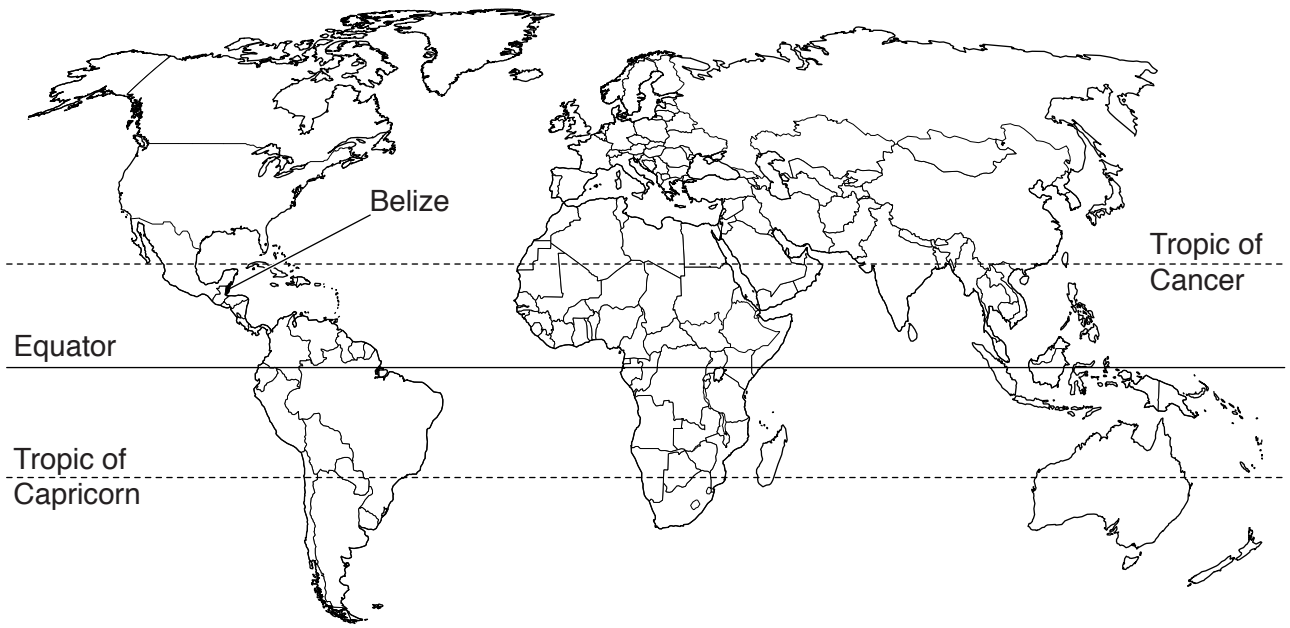 Belize
Tropic of
Cancer
Equator
Tropic of
Capricorn